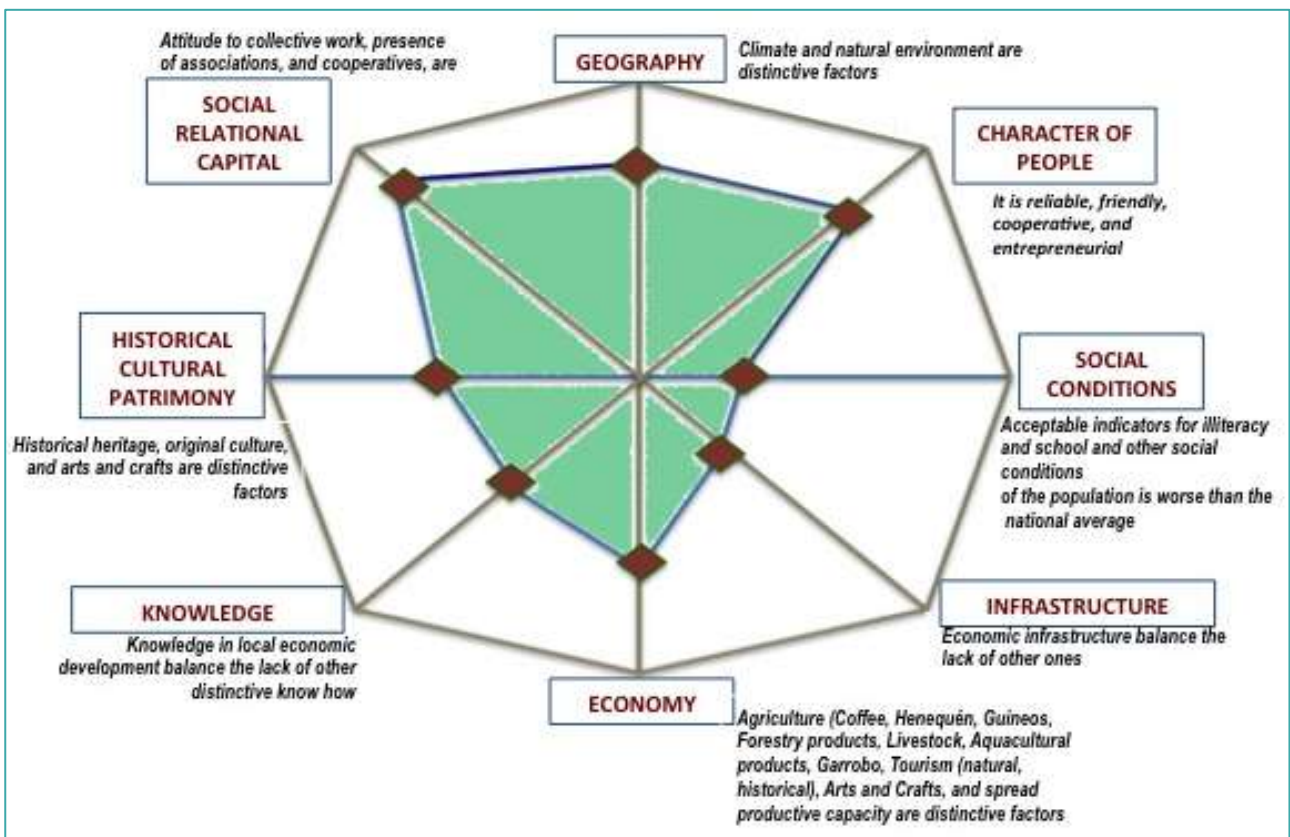 Attitude to collective work, presence
of associations, and cooperatives, are
SOCIAL
RELATIONAL
CAPITAL
GEOGRAPHY
Climate and natural environment are
distinctive factors
CHARACTER OF
PEOPLE
It is reliable, friendly,
cooperative, and
entrepreneurial
HISTORICAL
CULTURAL
PATRIMONY
Historical heritage, original culture,
and arts and crafts are distinctive
factors
SOCIAL
CONDITIONS
Acceptable indicators for illiteracy
and school and other social
conditions
of the population is worse than the
national average
KNOWLEDGE
Knowledge in local economic
development balance the lack of other
distinctive know how
INFRASTRUCTURE
Economic infrastructure balance the
lack of other ones
ECONOMY
Agriculture (Coffee, Henequén, Guineos,
Forestry products, Livestock, Aquacultural
products, Garrobo, Tourism (natural,
historical), Arts and Crafts, and spread
productive capacity are distinctive factors